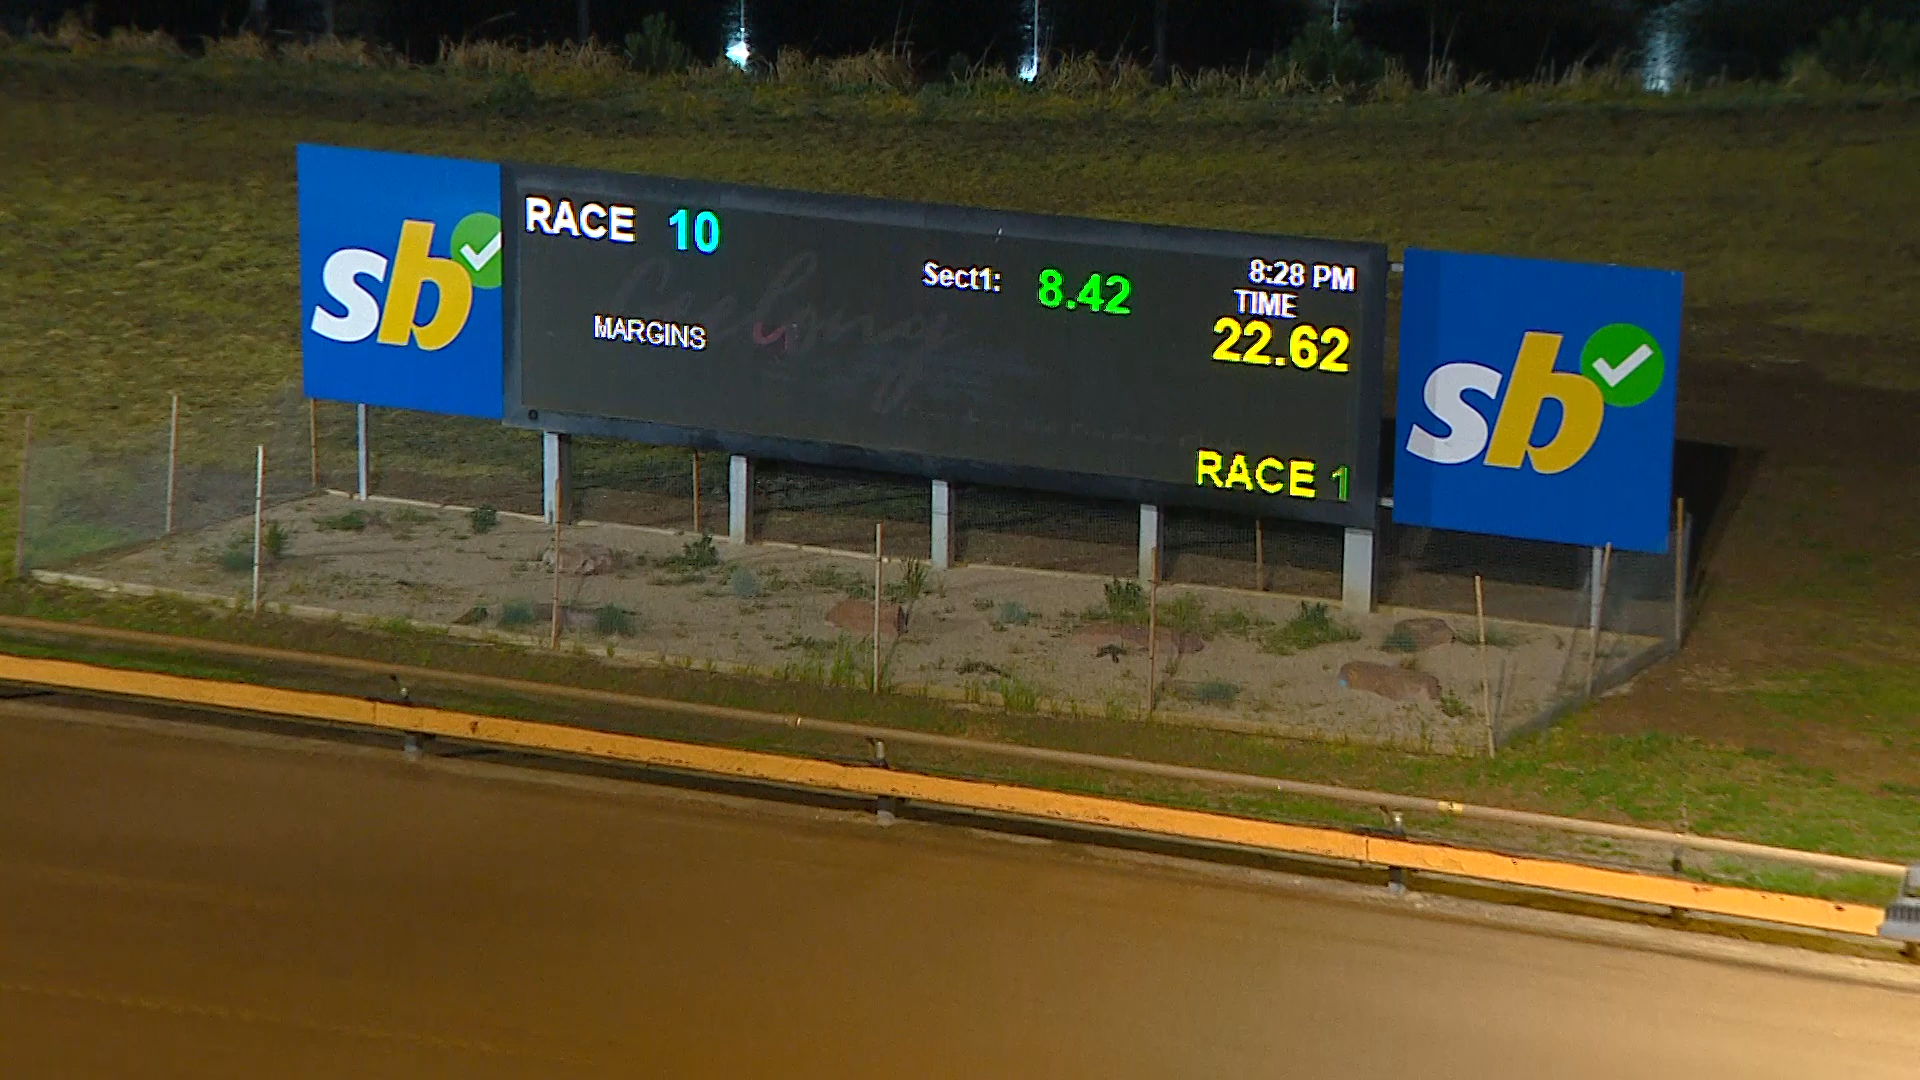 sb
RACE 10
Sect1: 8.42
8:28 PM
TIME
22.62
MARGINS
RACE 1
sb